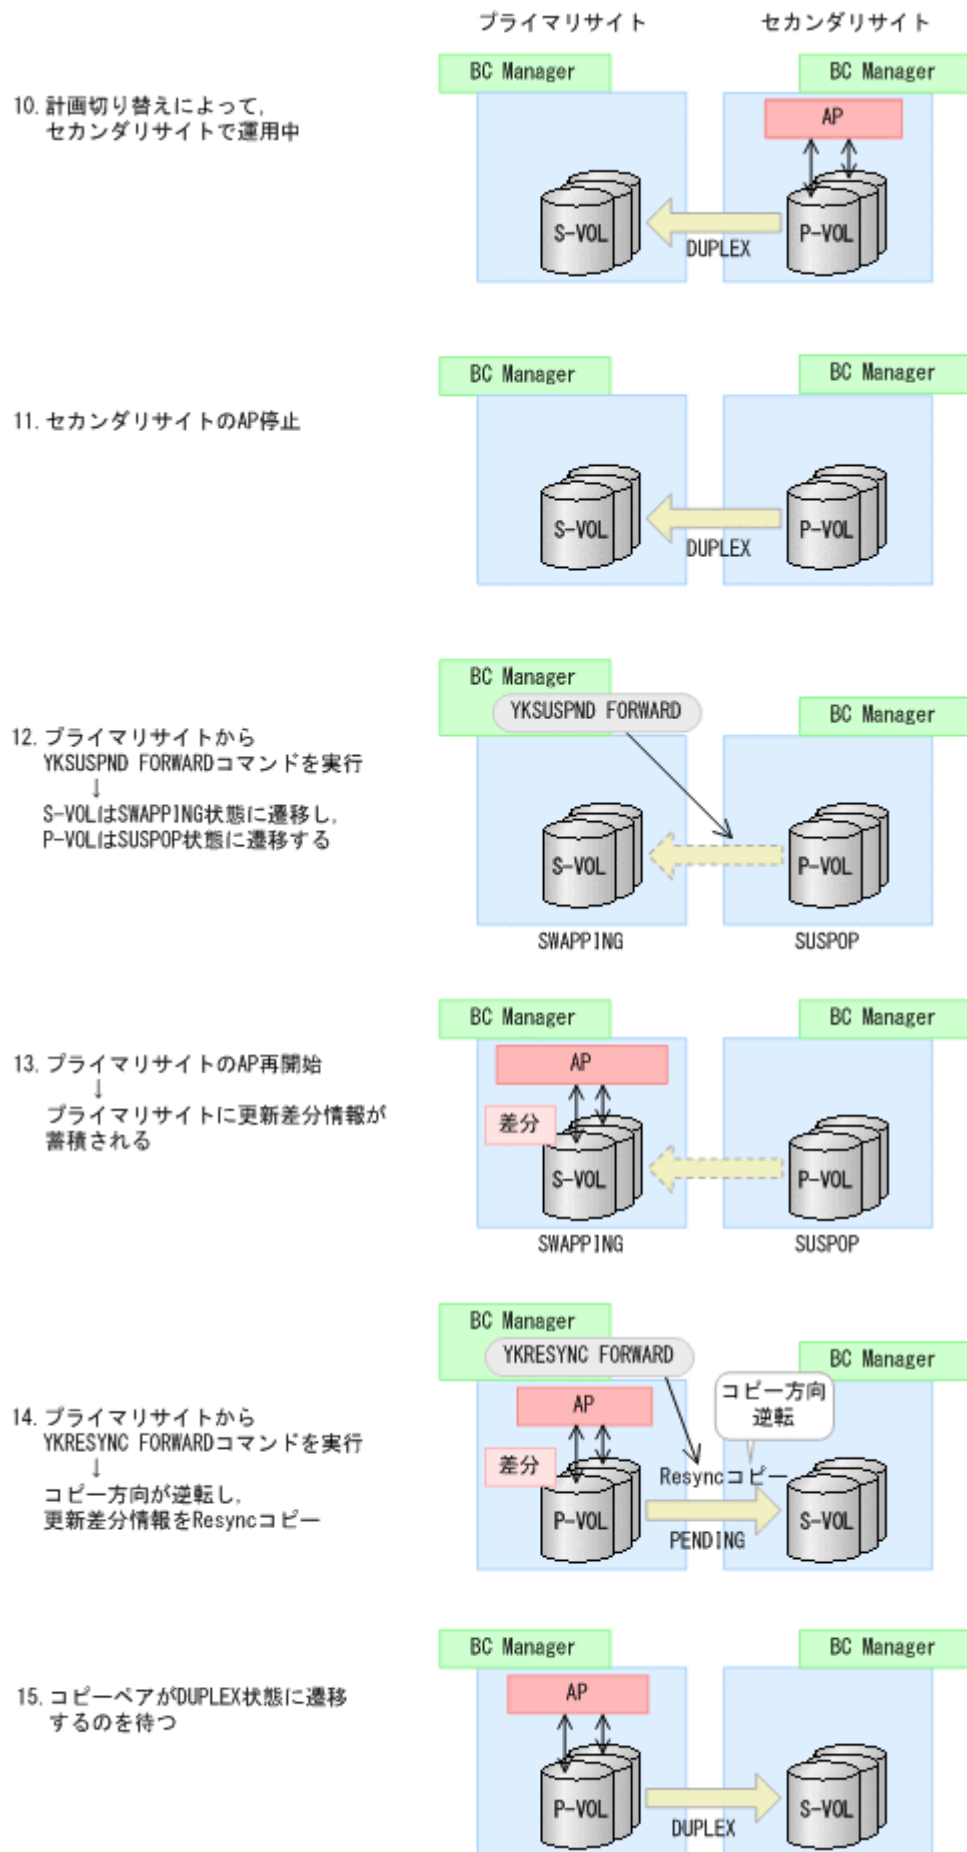 プライマリサイト
セカンダリサイト
BC Manager
BC Manager
10. 計画切り替えによって,
セカンダリサイトで運用中
AP
S-VOL
P-VOL
DUPLEX
BC Manager
BC Manager
11. セカンダリサイトのAP停止
S-VOL
P-VOL
DUPLEX
BC Manager
YKSUSPND FORWARD
BC Manager
12. プライマリサイトから
YKSUSPND FORWARDコマンドを実行
↓
S-VOLはSWAPPING状態に遷移し,
P-VOLはSUSPOP状態に遷移する
S-VOL
P-VOL
SWAPPING
SUSPOP
BC Manager
BC Manager
13. プライマリサイトのAP再開始
↓
プライマリサイトに更新差分情報が
蓄積される
AP
差分
S-VOL
P-VOL
SWAPPING
SUSPOP
BC Manager
YKRESYNC FORWARD
BC Manager
14. プライマリサイトから
YKRESYNC FORWARDコマンドを実行
↓
コピー方向が逆転し,
更新差分情報をResyncコピー
AP
コピー方向
逆転
差分
Resyncコピー
P-VOL
S-VOL
PENDING
BC Manager
BC Manager
15. コピーペアがDUPLEX状態に遷移
するのを待つ
AP
P-VOL
S-VOL
DUPLEX